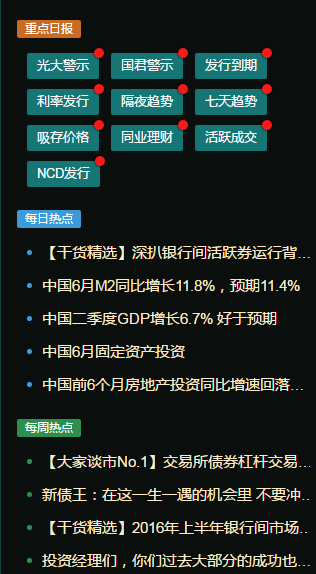 重点日报
光大警示 国君警示 发行到期
利率发行 隔夜趋势 七天趋势
吸存价格 同业理财 活跃成交
NCD发行
每日热点
【干货精选】深扒银行间活跃券运行背...
中国6月M2同比增长11.8%，预期11.4%
中国二季度GDP增长6.7% 好于预期
中国6月固定资产投资
中国前6个月房地产投资同比增速回落...
每周热点
【大家谈市No.1】交易所债券杠杆交易...
新债王：在这一生一遇的机会里 不要冲...
【干货精选】2016年上半年银行间市场...
投资经理们，你们过去大部分的成功也...